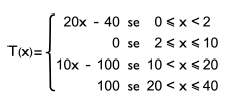 T(x)=
20x - 40 se 0 ⩽ x < 2
0 se 2 ⩽ x ⩽ 10
10x - 100 se 10 < x ⩽ 20
100 se 20 < x ⩽ 40